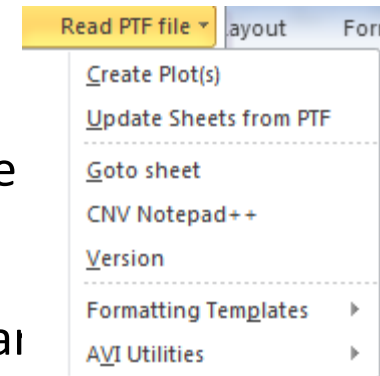 Read PTF file ayout For
Create Plot(s)
Update Sheets from PTF
e
Goto sheet
CNV Notepad++
Version
Formatting Templates
ar
AVI Utilities